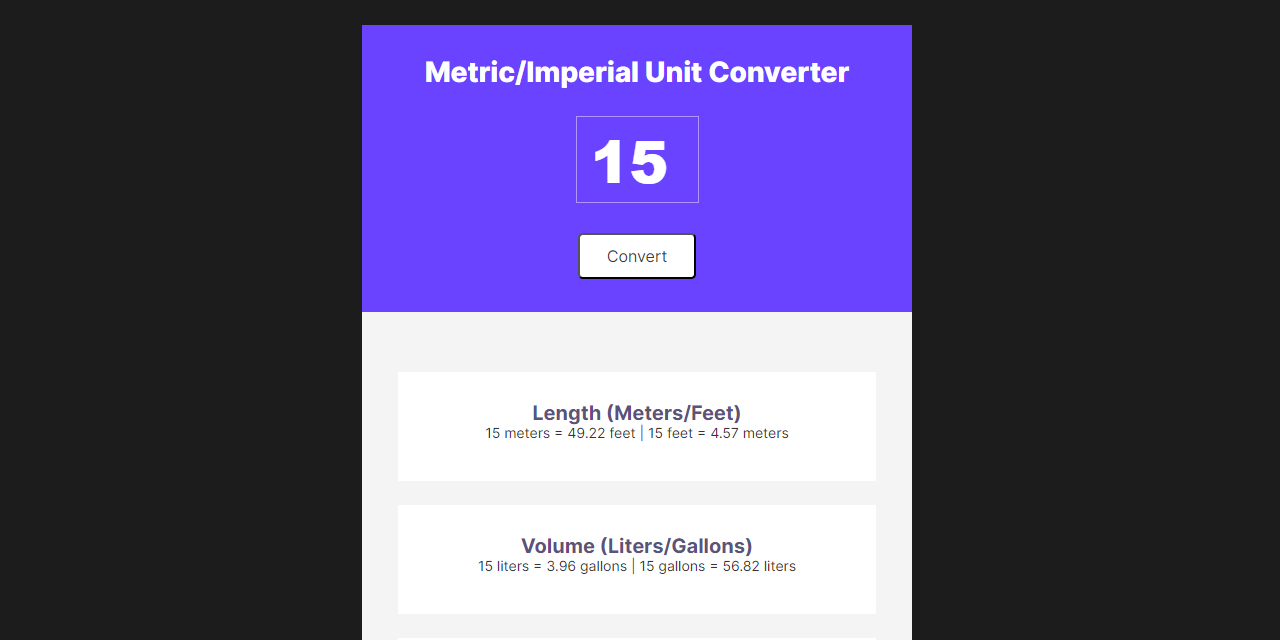 Metric/Imperial Unit Converter
15
Convert
Length (Meters/Feet)
15 meters = 49.22 feet | 15 feet = 4.57 meters
Volume (Liters/Gallons)
15 liters = 3.96 gallons | 15 gallons = 56.82 liters